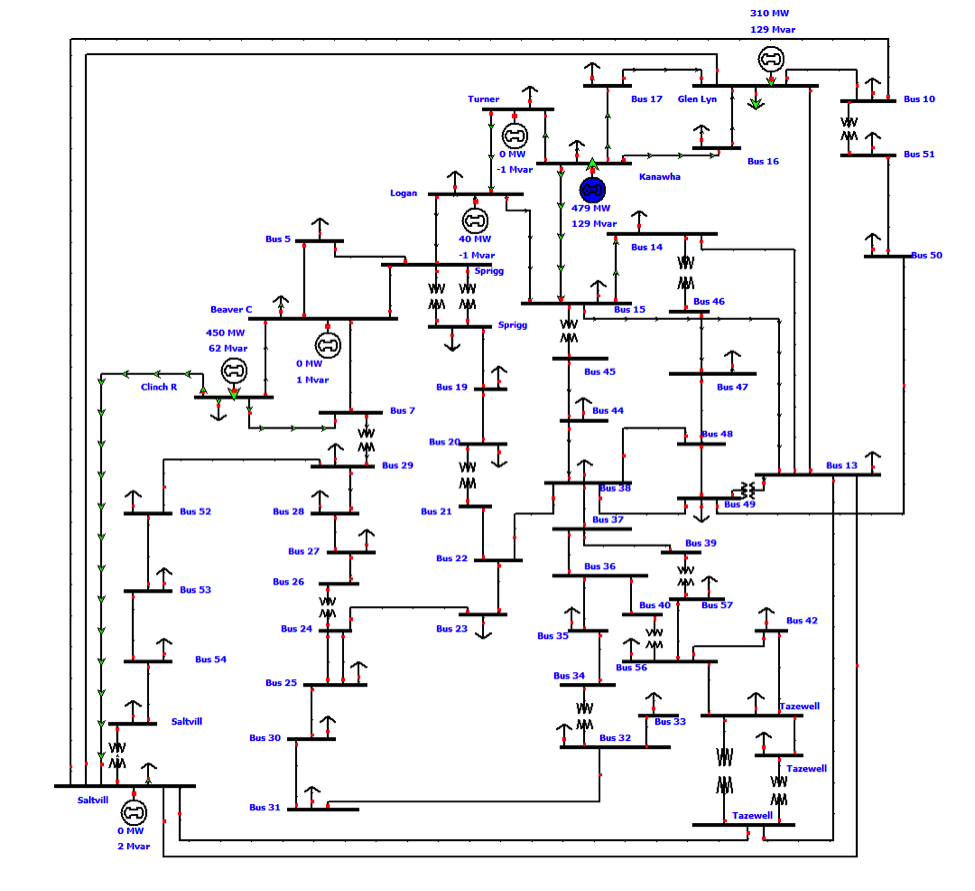 310 MW
129 Mvar
Turner
Bus 17
Glen Lyn
Bus 10
0 MW
-1 Mvar
Bus 16
Bus 51
Kanawha
Logan
479 MW
129 Mvar
40 MW
-1 Mvar
Bus 5
Bus 14
Bus 50
Sprigg
Beaver C
Bus 46
Bus 15
Sprigg
450 MW
62 Mvar
0 MW
1 Mvar
Clinch R
Bus 45
Bus 19
Bus 47
Bus 7
Bus 44
Bus 20
Bus 48
Bus 29
Bus 13
Bus 38
Bus 49
Bus 52
Bus 28
Bus 21
Bus 37
Bus 27
Bus 39
Bus 22
Bus 36
Bus 26
Bus 53
Bus 40
Bus 57
Bus 42
Bus 24
Bus 23
Bus 35
Bus 54
Bus 56
Bus 34
Bus 25
Tazewell
Saltvill
Bus 33
Bus 30
Bus 32
Tazewell
Saltvill
Bus 31
Tazewell
0 MW
2 Mvar